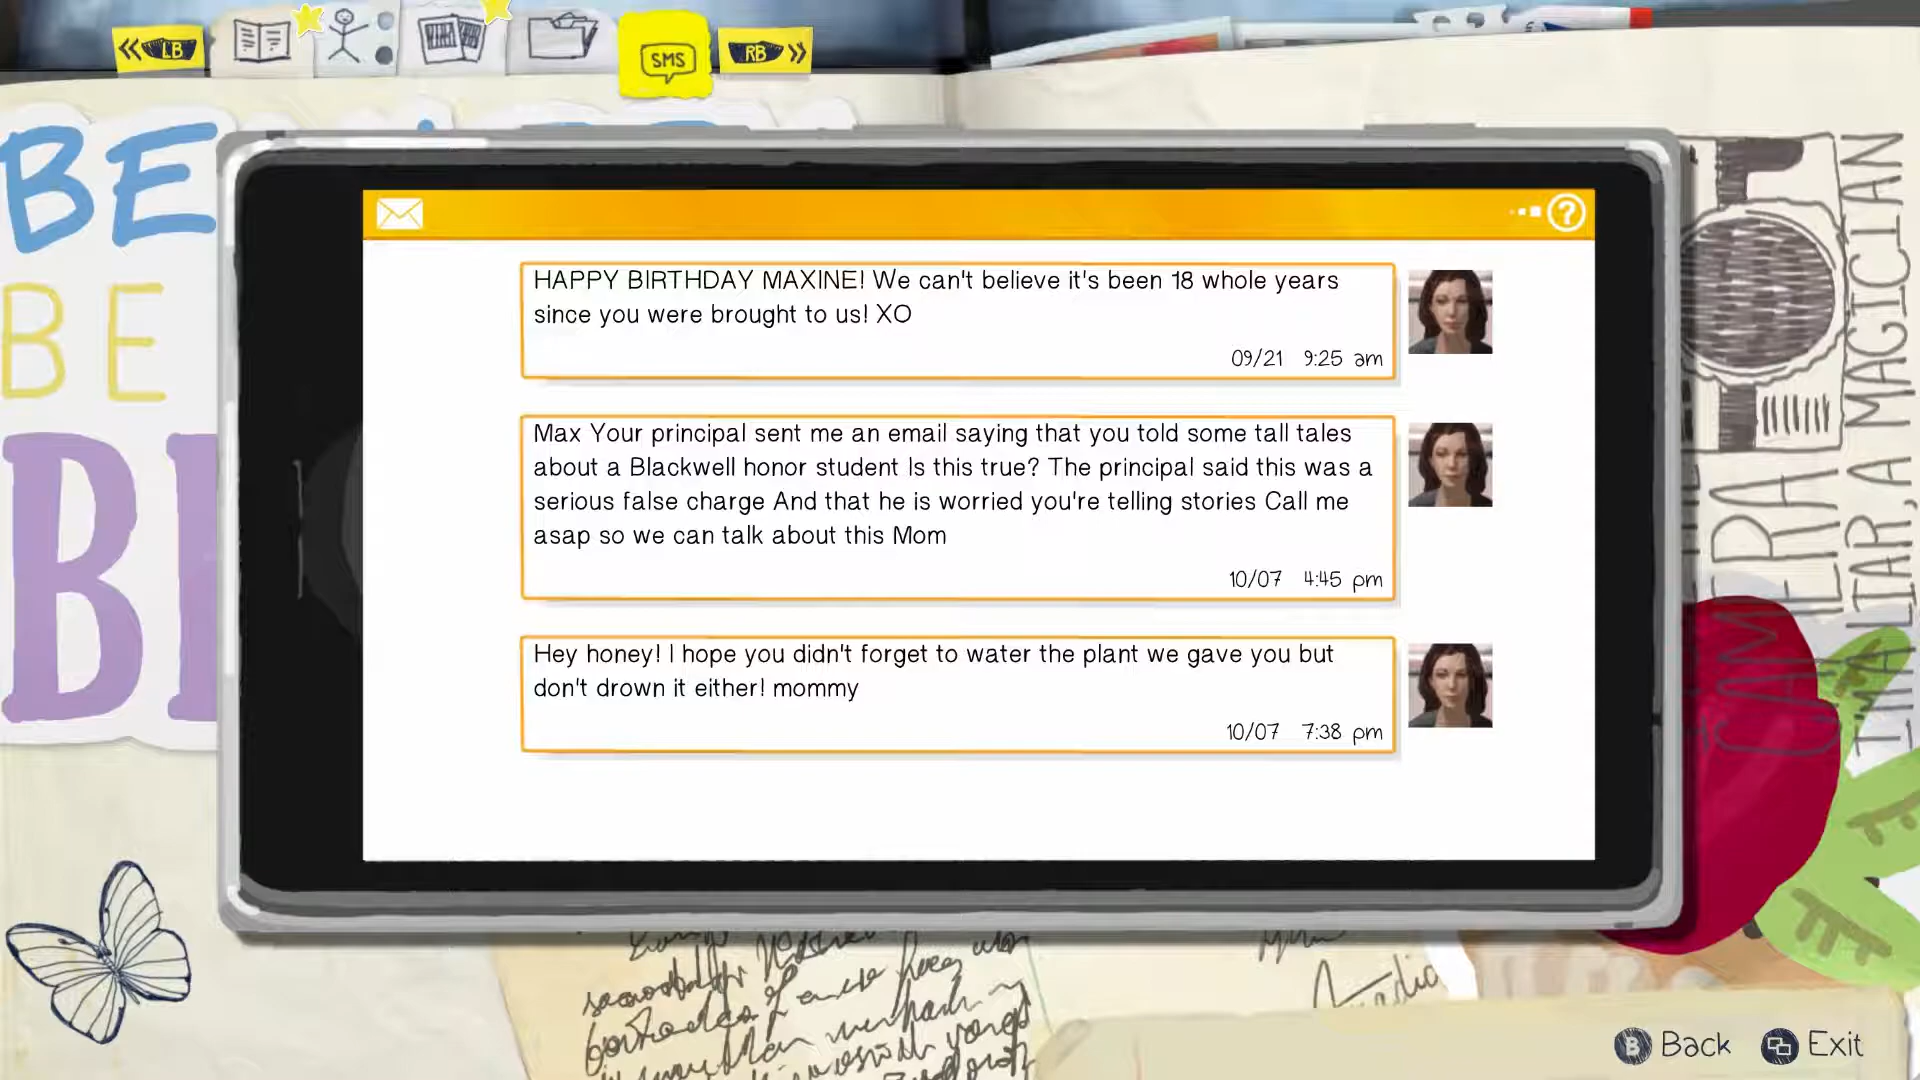 LB
SMS
RB
BE
BE
HAPPY BIRTHDAY MAXINE! We can't believe it's been 18 whole years
since you were brought to us! XO
09/21 9:25 am
Max Your principal sent me an email saying that you told some tall tales
about a Blackwell honor student Is this true? The principal said this was a
serious false charge And that he is worried you're telling stories Call me
asap so we can talk about this Mom
10/07 4:45 pm
Hey honey! I hope you didn't forget to water the plant we gave you but
don't drown it either! mommy
10/07 7:38 pm
?
CAMERA
LIAR, A MAGICIAN
B Back
Exit